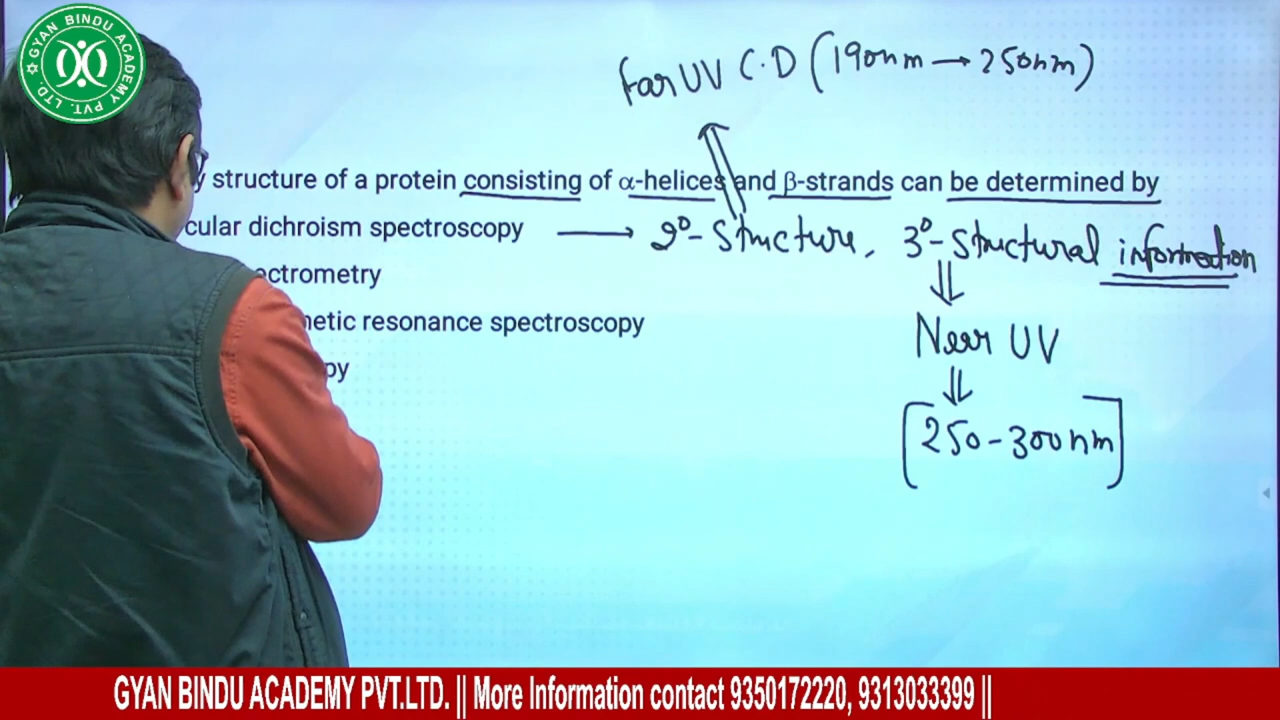 GYAN BINDU ACADEMY PVT. LTD.
Far UV C.D (190nm → 250nm)
y structure of a protein consisting of α-helices and β-strands can be determined by
cular dichroism spectroscopy → 2°-Structure, 3°-Structural information
ectrometry
netic resonance spectroscopy
py
Near UV
[250-300nm]
GYAN BINDU ACADEMY PVT.LTD. || More Information contact 9350172220, 9313033399 ||